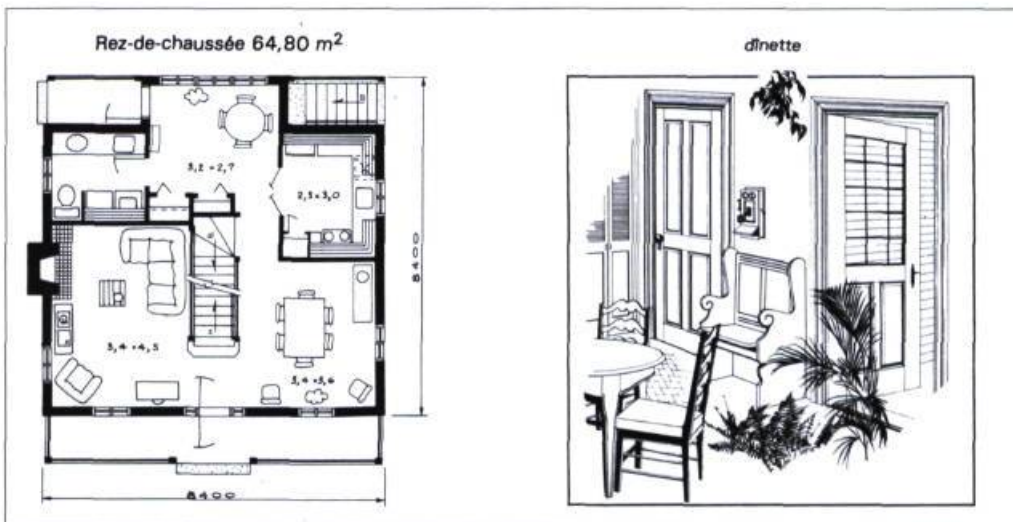 Rez-de-chaussée 64,80 m²
dînette
3,2 × 2,7
2,5 × 3,0
8400
3,4 × 4,5
3,4 × 3,6
8400